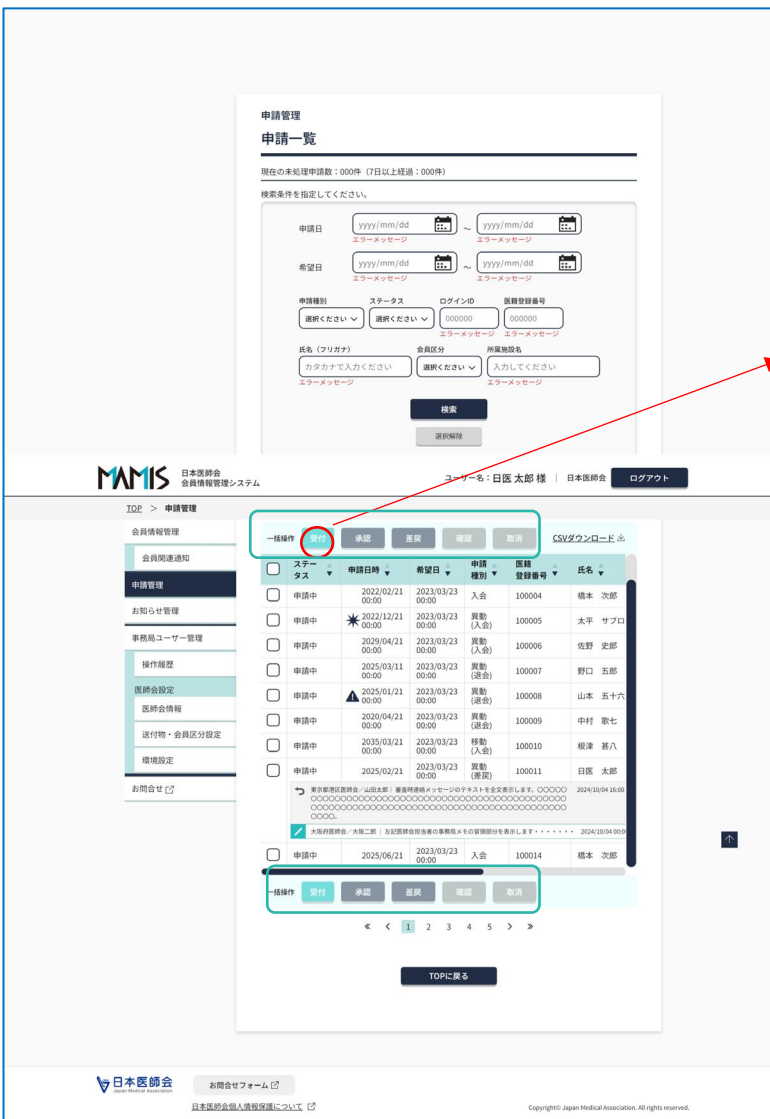 申請管理
申請一覧
現在の未処理申請数：000件（7日以上経過：000件）
検索条件を指定してください。
申請日 yyyy/mm/dd ～ yyyy/mm/dd
エラーメッセージ エラーメッセージ
希望日 yyyy/mm/dd ～ yyyy/mm/dd
エラーメッセージ エラーメッセージ
申請種別 ステータス ログインID 医籍登録番号
選択ください 選択ください 000000 000000
エラーメッセージ エラーメッセージ
氏名（フリガナ） 会員区分 所属施設名
カタカナで入力ください 選択ください 入力してください
エラーメッセージ エラーメッセージ
検索
選択解除
MAMIS 日本医師会
会員情報管理システム
ユーザー名：日医 太郎 様 | 日本医師会 ログアウト
TOP > 申請管理
会員情報管理
会員関連通知
申請管理
お知らせ管理
事務局ユーザー管理
操作履歴
医師会設定
医師会情報
送付物・会員区分設定
環境設定
お問合せ
一括操作 受付 承認 差戻 確認 取消 CSVダウンロード
ステータス 申請日時 希望日 申請種別 医籍登録番号 氏名
申請中 2022/02/21 00:00 2023/03/23 00:00 入会 100004 橋本 次郎
申請中 2022/12/21 00:00 2023/03/23 00:00 異動(入会) 100005 太平 サブロ
申請中 2029/04/21 00:00 2023/03/23 00:00 異動(入会) 100006 佐野 史郎
申請中 2025/03/11 00:00 2023/03/23 00:00 異動(退会) 100007 野口 五郎
申請中 2025/01/21 00:00 2023/03/23 00:00 異動(退会) 100008 山本 五十六
申請中 2020/04/21 00:00 2023/03/23 00:00 異動(退会) 100009 中村 歌七
申請中 2035/03/21 00:00 2023/03/23 00:00 移動(入会) 100010 根津 甚八
申請中 2025/02/21 2023/03/23 00:00 異動(差戻) 100011 日医 太郎
東京都港区医師会／山田太郎｜審査時連絡メッセージのテキストを全文表示します。〇〇〇〇〇 2024/10/04 16:00
〇〇〇〇〇〇〇〇〇〇〇〇〇〇〇〇〇〇〇〇〇〇〇〇〇〇〇〇〇〇〇〇〇〇〇
〇〇〇〇〇〇〇〇〇〇〇〇〇〇〇〇〇〇〇〇〇〇〇〇〇〇〇〇〇〇〇〇〇〇〇
〇〇〇〇。
大阪府医師会／大阪二郎｜左記医師会担当者の事務局メモの冒頭部分を表示します・・・・・・ 2024/10/04 00:0
申請中 2025/06/21 2023/03/23 00:00 入会 100014 橋本 次郎
一括操作 受付 承認 差戻 確認 取消
« < 1 2 3 4 5 > »
TOPに戻る
日本医師会
Japan Medical Association
お問合せフォーム
日本医師会個人情報保護について
Copyright© Japan Medical Association. All rights reserved.